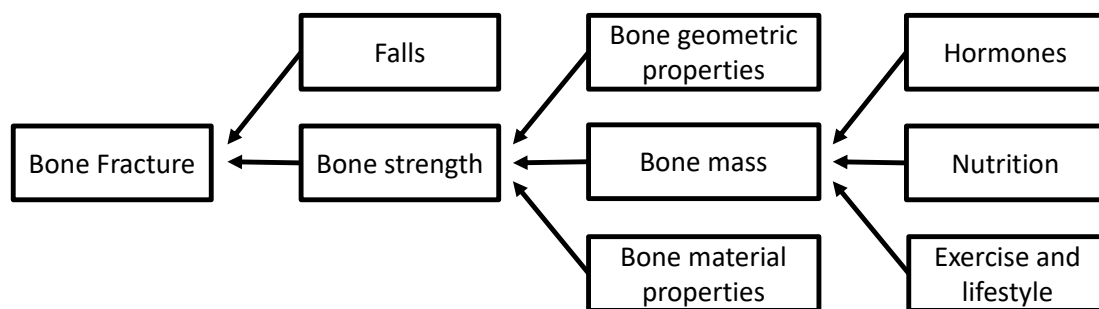 Falls
Bone geometric
properties
Hormones
Bone Fracture
Bone strength
Bone mass
Nutrition
Bone material
properties
Exercise and
lifestyle